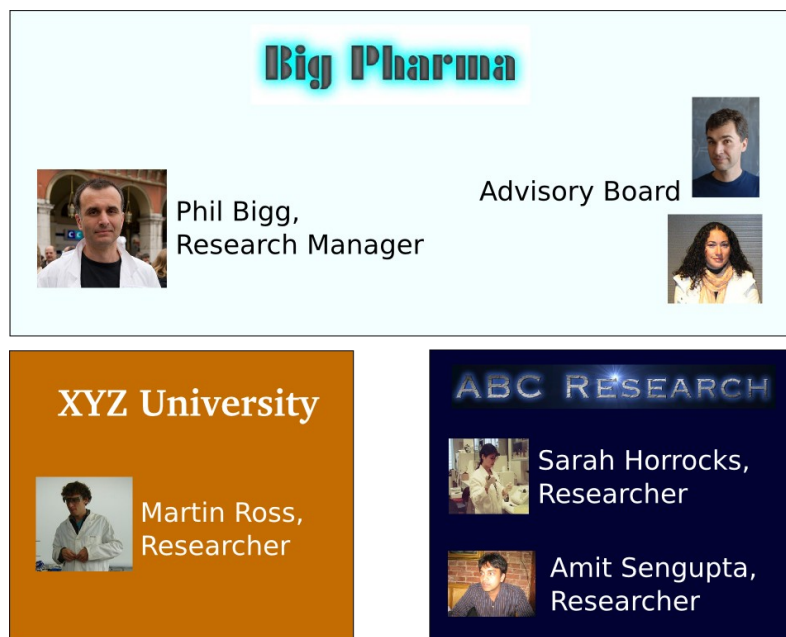 Big Pharma
Phil Bigg,
Research Manager
Advisory Board
XYZ University
Martin Ross,
Researcher
ABC RESEARCH
Sarah Horrocks,
Researcher
Amit Sengupta,
Researcher